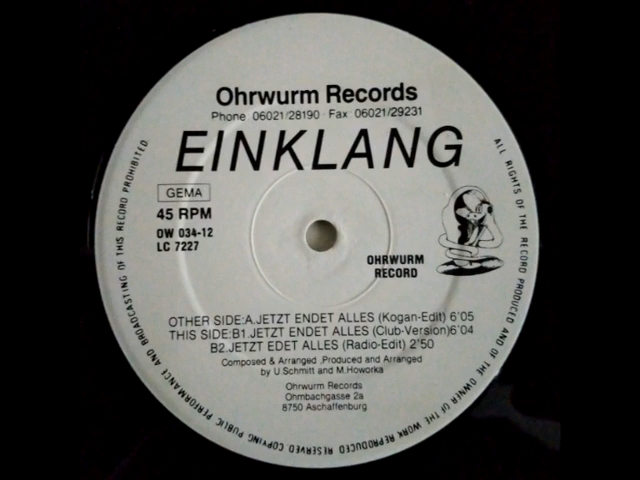 Ohrwurm Records
Phone 06021/28190 · Fax 06021/29231
EINKLANG
GEMA
45 RPM
OW 034-12
LC 7227
OHRWURM
RECORD
OTHER SIDE:A.JETZT ENDET ALLES (Kogan-Edit) 6'05
THIS SIDE:B1.JETZT ENDET ALLES (Club-Version)6'04
B2.JETZT EDET ALLES (Radio-Edit) 2'50
Composed & Arranged ,Produced and Arranged
by U Schmitt and M.Howorka
Ohrwurm Records
Ohmbachgasse 2a
8750 Aschaffenburg
ALL RIGHTS OF THE RECORD PRODUCED AND OF THE OWNER OF THE WORK REPRODUCED RESERVED COPYING PUBLIC PERFORMANCE AND BROADCASTING OF THIS RECORD PROHIBITED